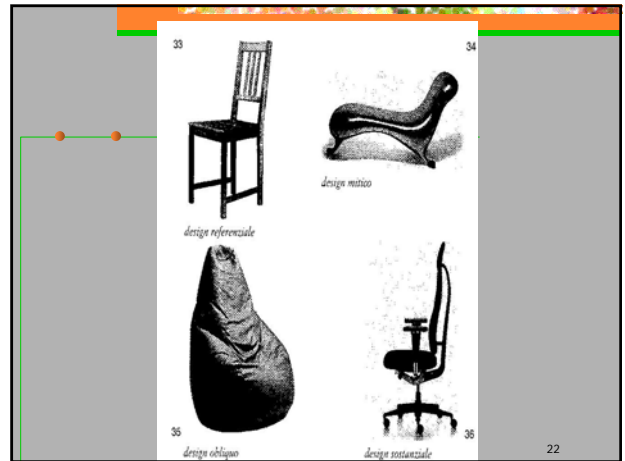 33
34
design mitico
design referenziale
35
36
design obliquo
design sostanziale
22